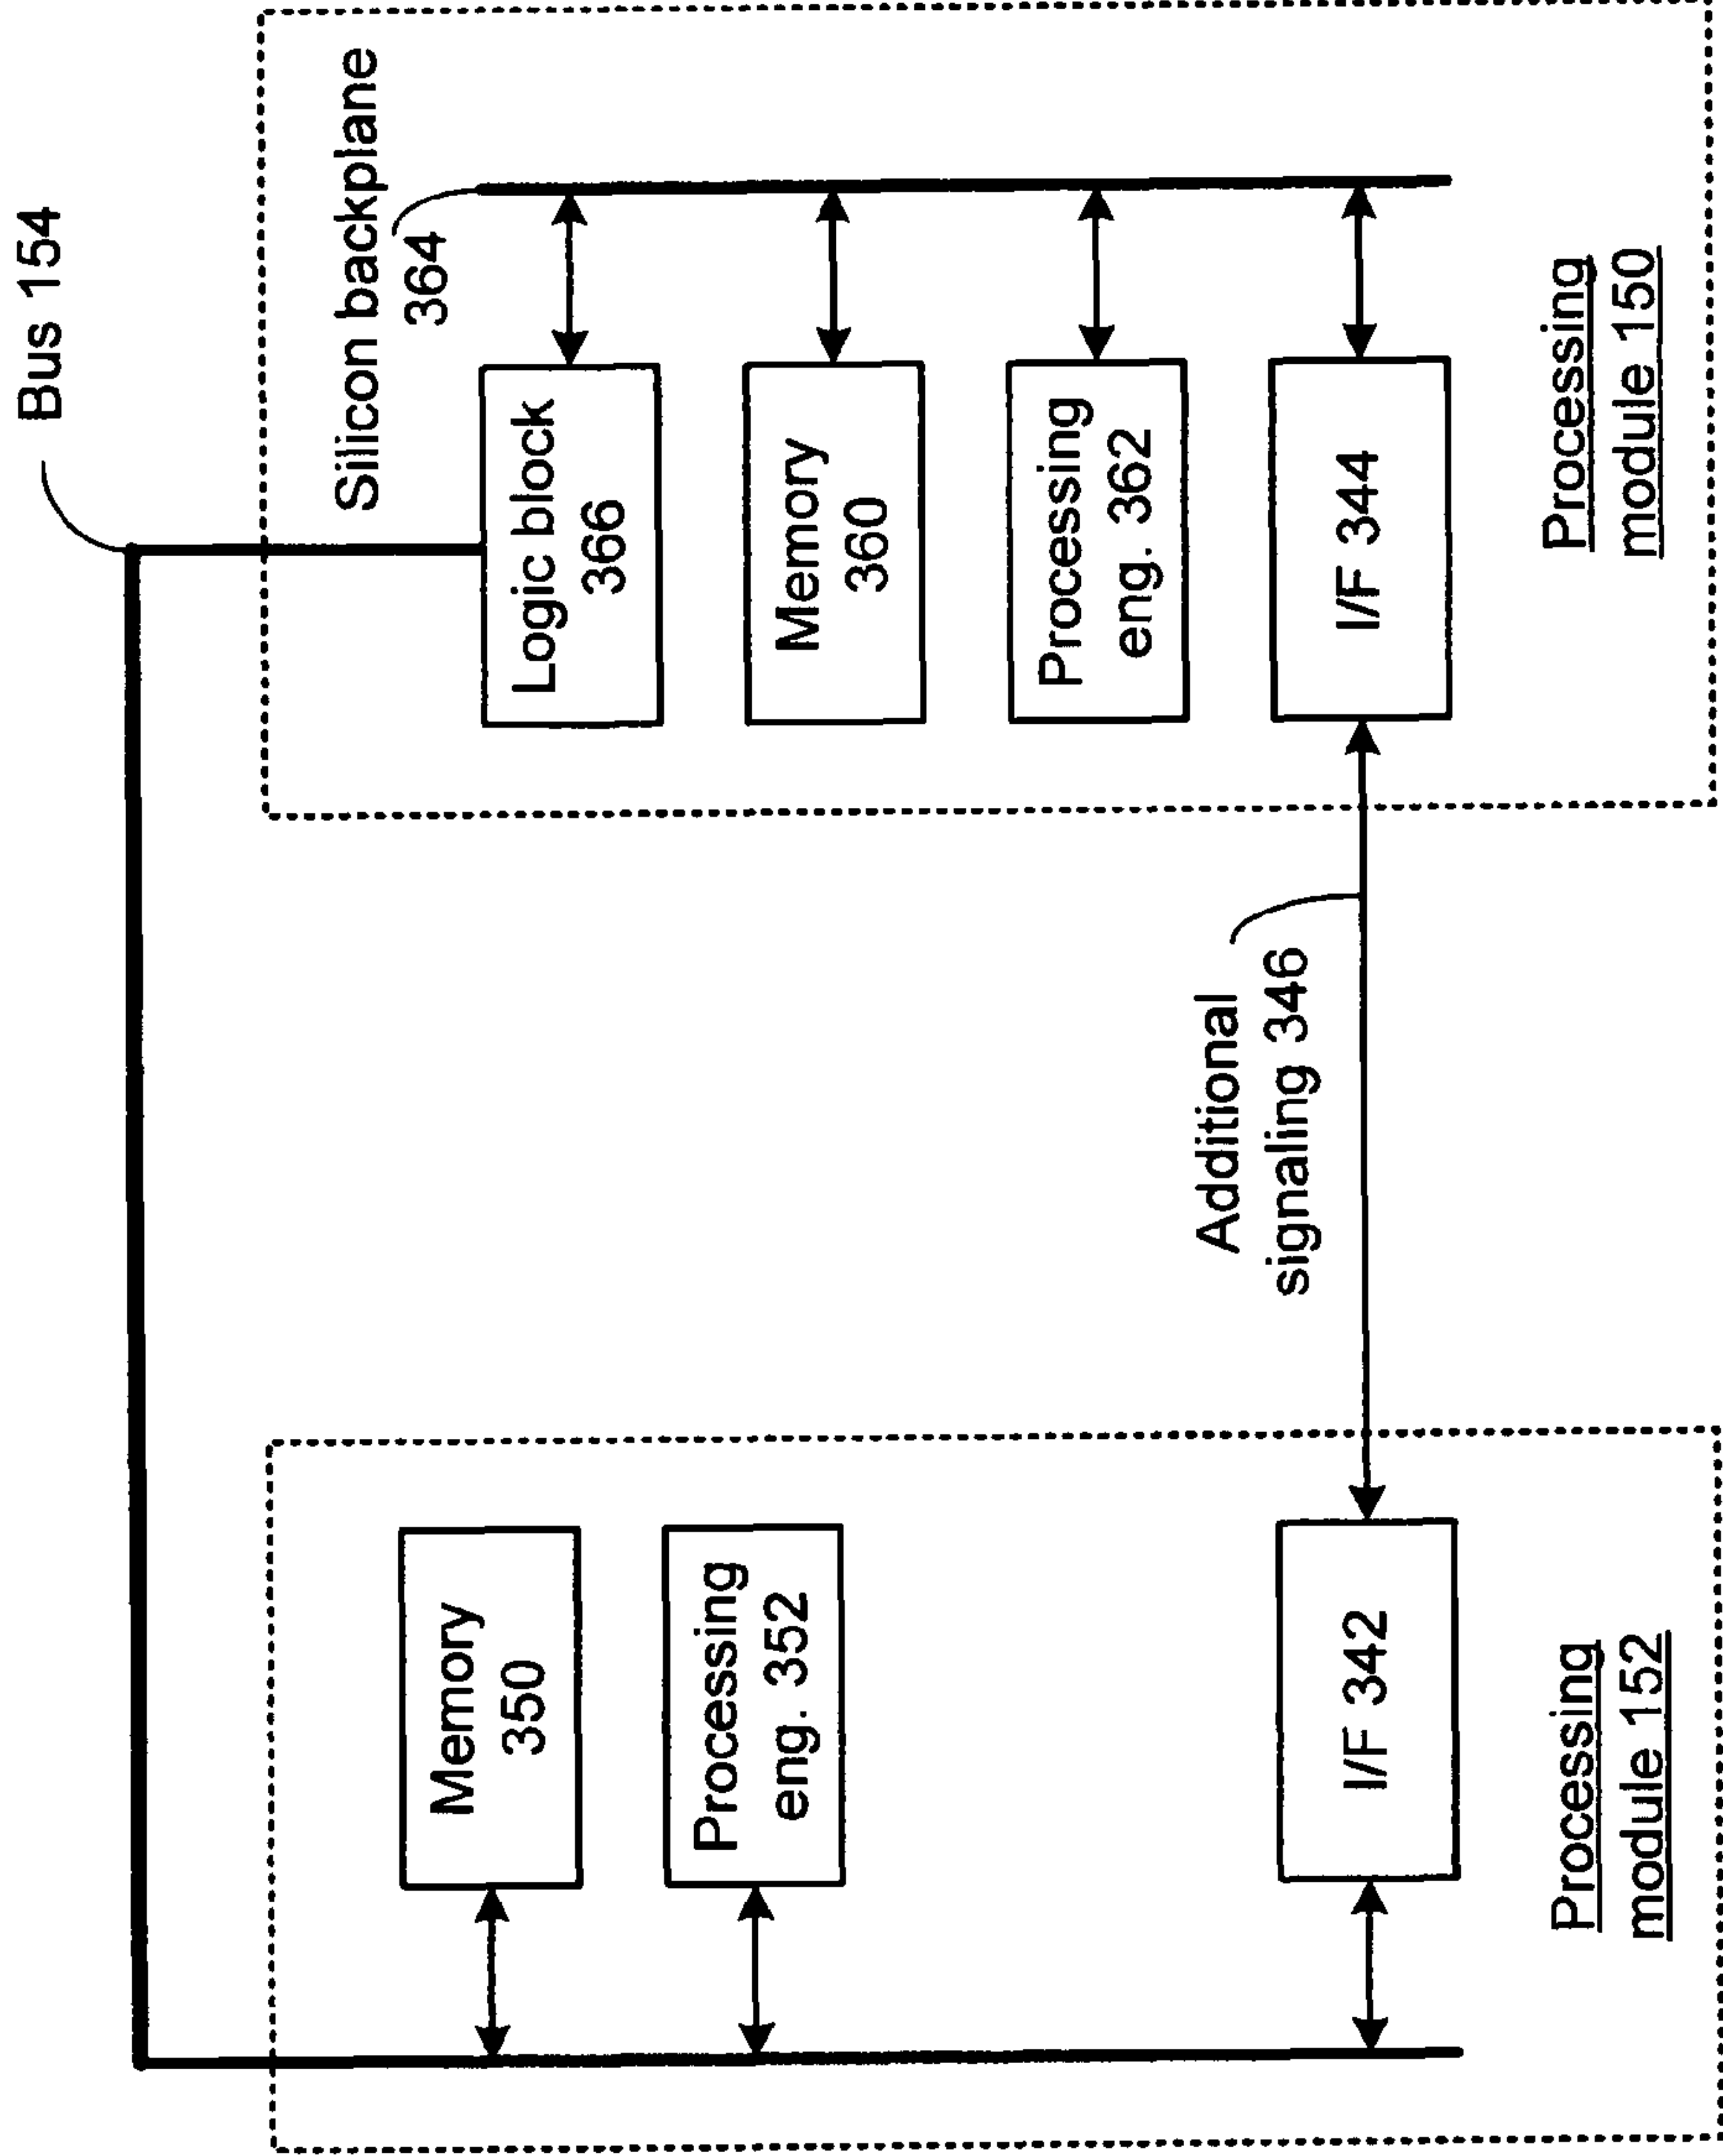 Bus 154
Silicon backplane
364
Logic block
366
Memory
360
Processing
eng. 362
I/F 344
Processing
module 150
Additional
signaling 346
Memory
350
Processing
eng. 352
I/F 342
Processing
module 152